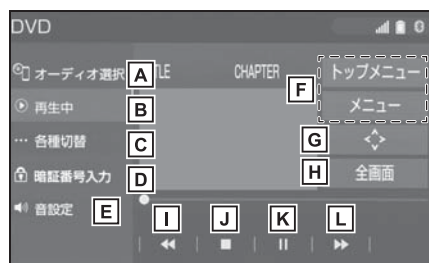 DVD
オーディオ選択 A TLE CHAPTER トップメニュー
F
再生中 B メニュー
各種切替 C G
暗証番号入力 D H 全画面
音設定 E
I J K L